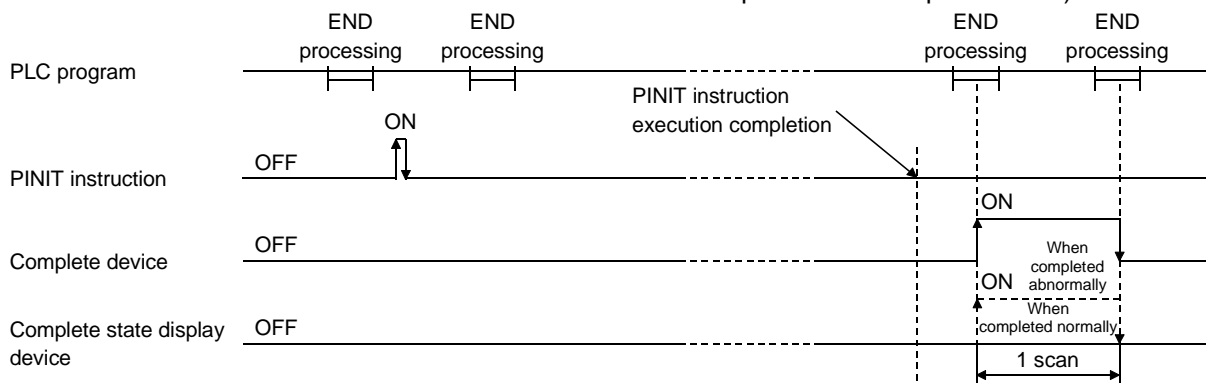 END processing
END processing
END processing
END processing
PLC program
PINIT instruction
execution completion
ON
OFF
PINIT instruction
ON
OFF
Complete device
When
completed
abnormally
ON
When
completed normally
OFF
Complete state display
device
1 scan